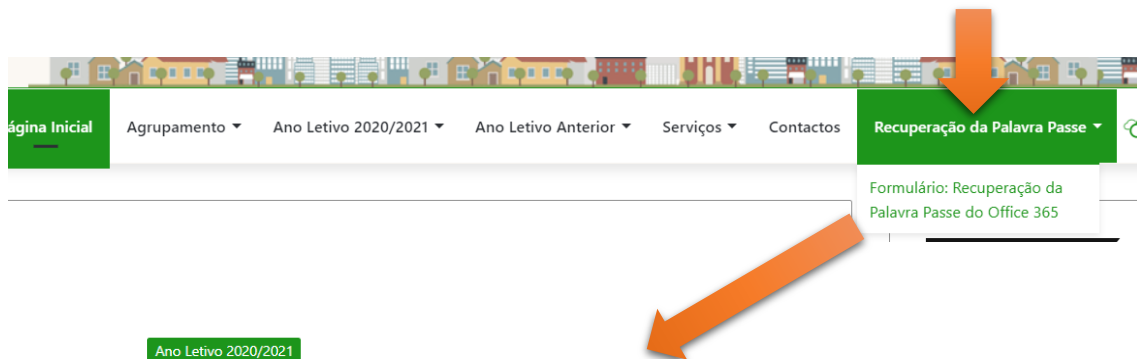 ágina Inicial
Agrupamento
Ano Letivo 2020/2021
Ano Letivo Anterior
Serviços
Contactos
Recuperação da Palavra Passe
Formulário: Recuperação da
Palavra Passe do Office 365
Ano Letivo 2020/2021